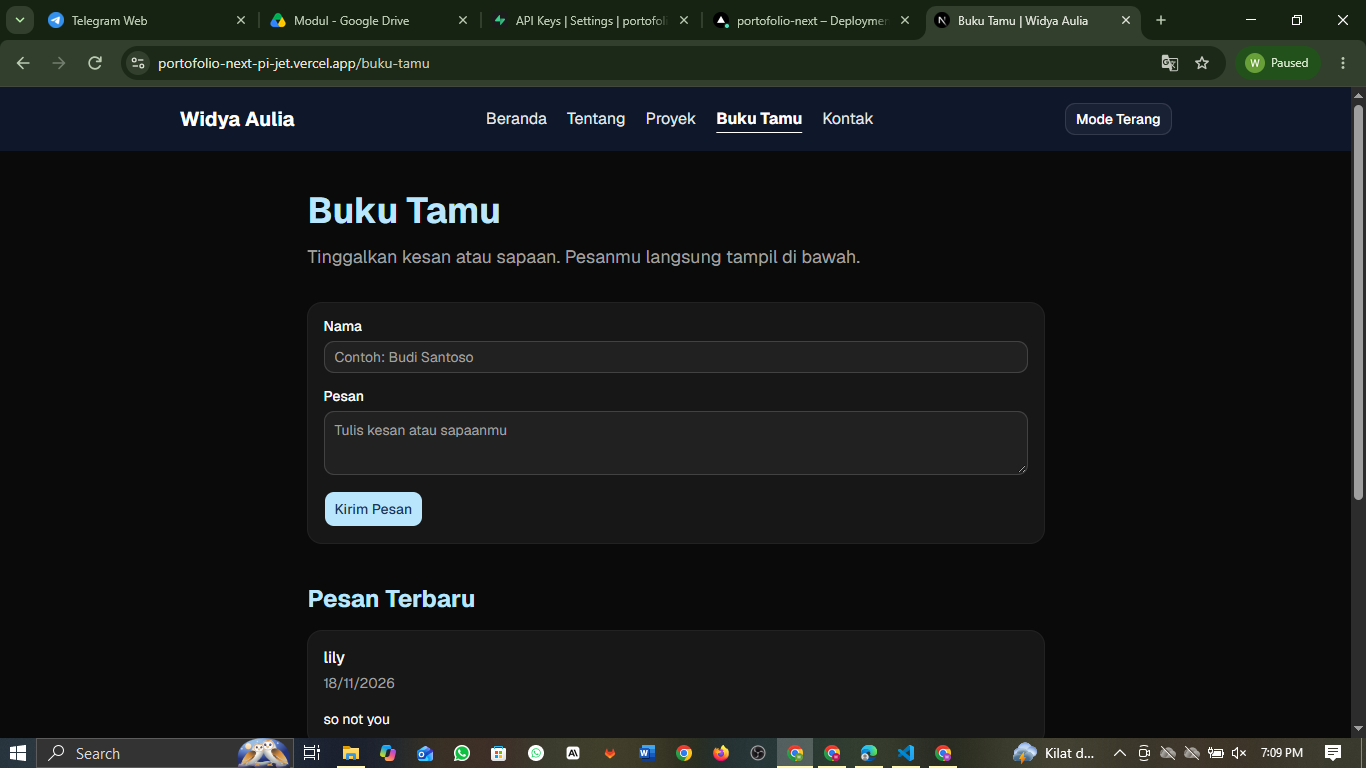 Telegram Web
Modul - Google Drive
API Keys | Settings | portofoli
portofolio-next – Deploymen
Buku Tamu | Widya Aulia
portofolio-next-pi-jet.vercel.app/buku-tamu
W Paused
Widya Aulia
Beranda Tentang Proyek Buku Tamu Kontak
Mode Terang
Buku Tamu
Tinggalkan kesan atau sapaan. Pesanmu langsung tampil di bawah.
Nama
Contoh: Budi Santoso
Pesan
Tulis kesan atau sapaanmu
Kirim Pesan
Pesan Terbaru
lily
18/11/2026
so not you
Search
Kilat d...
7:09 PM